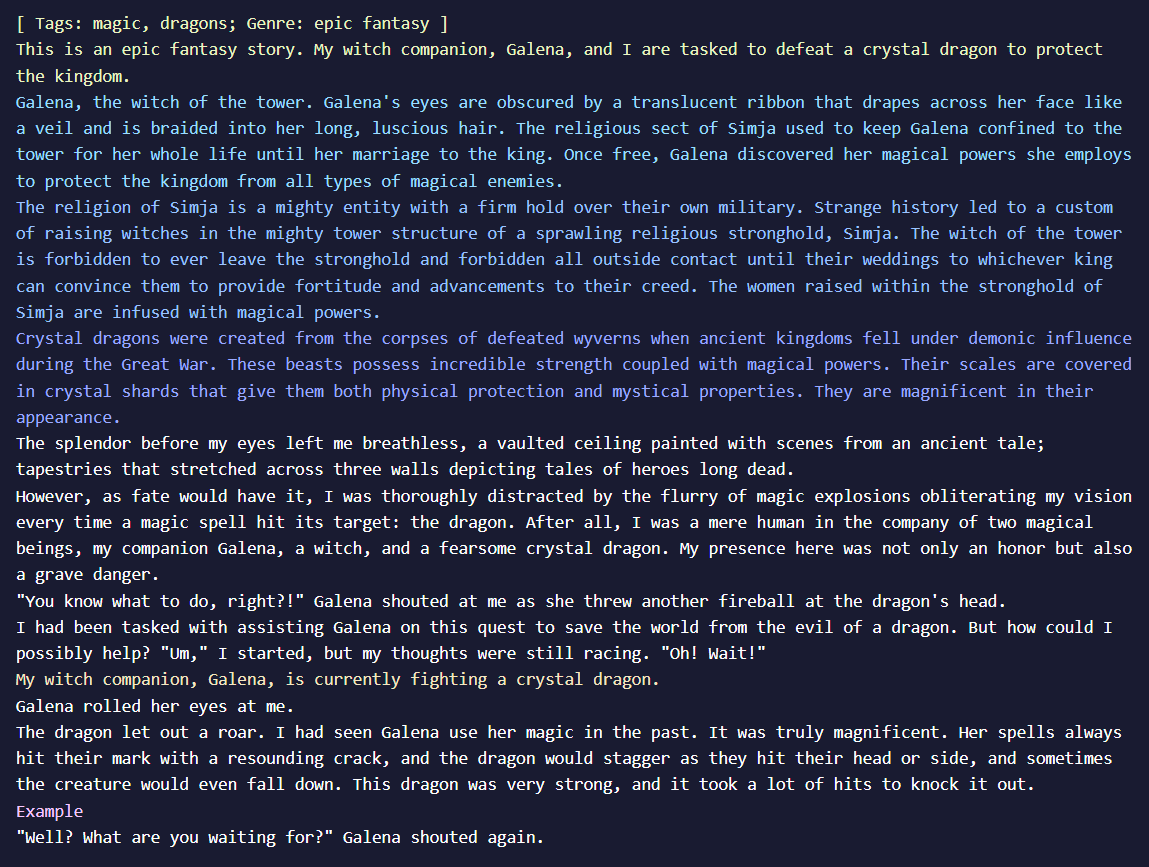 [ Tags: magic, dragons; Genre: epic fantasy ]
This is an epic fantasy story. My witch companion, Galena, and I are tasked to defeat a crystal dragon to protect
the kingdom.
Galena, the witch of the tower. Galena's eyes are obscured by a translucent ribbon that drapes across her face like
a veil and is braided into her long, luscious hair. The religious sect of Simja used to keep Galena confined to the
tower for her whole life until her marriage to the king. Once free, Galena discovered her magical powers she employs
to protect the kingdom from all types of magical enemies.
The religion of Simja is a mighty entity with a firm hold over their own military. Strange history led to a custom
of raising witches in the mighty tower structure of a sprawling religious stronghold, Simja. The witch of the tower
is forbidden to ever leave the stronghold and forbidden all outside contact until their weddings to whichever king
can convince them to provide fortitude and advancements to their creed. The women raised within the stronghold of
Simja are infused with magical powers.
Crystal dragons were created from the corpses of defeated wyverns when ancient kingdoms fell under demonic influence
during the Great War. These beasts possess incredible strength coupled with magical powers. Their scales are covered
in crystal shards that give them both physical protection and mystical properties. They are magnificent in their
appearance.
The splendor before my eyes left me breathless, a vaulted ceiling painted with scenes from an ancient tale;
tapestries that stretched across three walls depicting tales of heroes long dead.
However, as fate would have it, I was thoroughly distracted by the flurry of magic explosions obliterating my vision
every time a magic spell hit its target: the dragon. After all, I was a mere human in the company of two magical
beings, my companion Galena, a witch, and a fearsome crystal dragon. My presence here was not only an honor but also
a grave danger.
"You know what to do, right?!" Galena shouted at me as she threw another fireball at the dragon's head.
I had been tasked with assisting Galena on this quest to save the world from the evil of a dragon. But how could I
possibly help? "Um," I started, but my thoughts were still racing. "Oh! Wait!"
My witch companion, Galena, is currently fighting a crystal dragon.
Galena rolled her eyes at me.
The dragon let out a roar. I had seen Galena use her magic in the past. It was truly magnificent. Her spells always
hit their mark with a resounding crack, and the dragon would stagger as they hit their head or side, and sometimes
the creature would even fall down. This dragon was very strong, and it took a lot of hits to knock it out.
Example
"Well? What are you waiting for?" Galena shouted again.